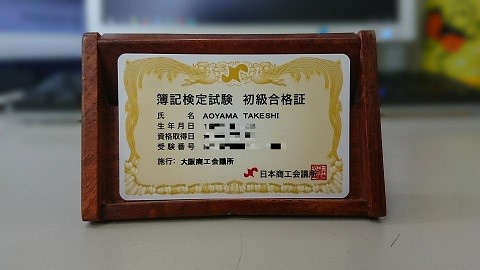 簿記検定試験 初級合格証
氏 名 AOYAMA TAKESHI
生年月日
資格取得日
受験番号
施行: 大阪商工会議所
日本商工会議所